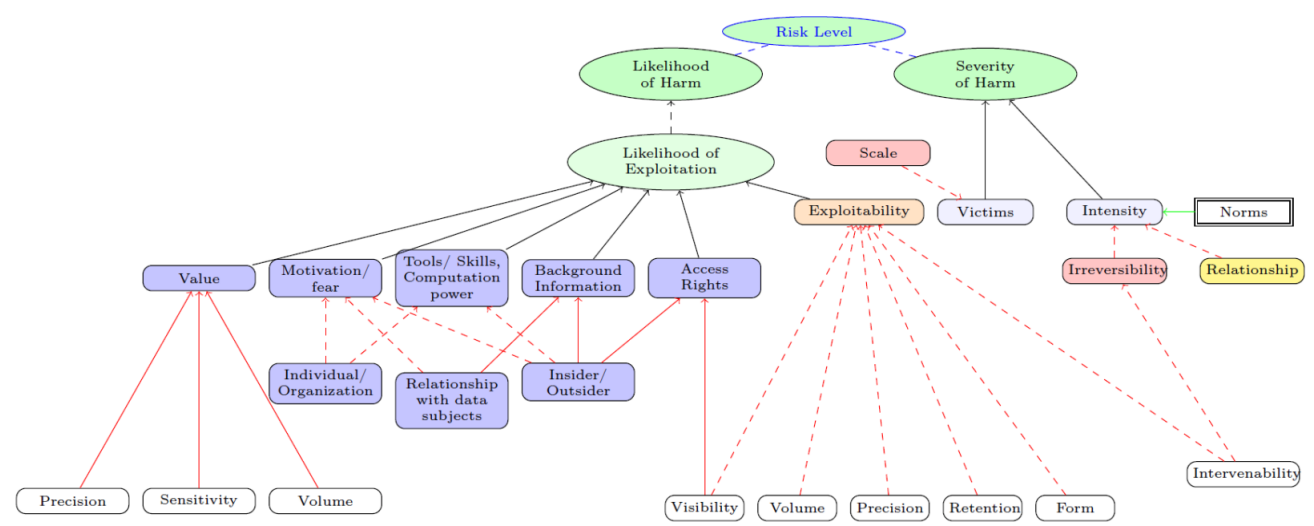 Risk Level
Likelihood
of Harm
Severity
of Harm
Likelihood of
Exploitation
Scale
Exploitability
Victims
Intensity
Norms
Value
Motivation/
fear
Tools/ Skills,
Computation
power
Background
Information
Access
Rights
Irreversibility
Relationship
Individual/
Organization
Relationship
with data
subjects
Insider/
Outsider
Precision
Sensitivity
Volume
Visibility
Volume
Precision
Retention
Form
Intervenability